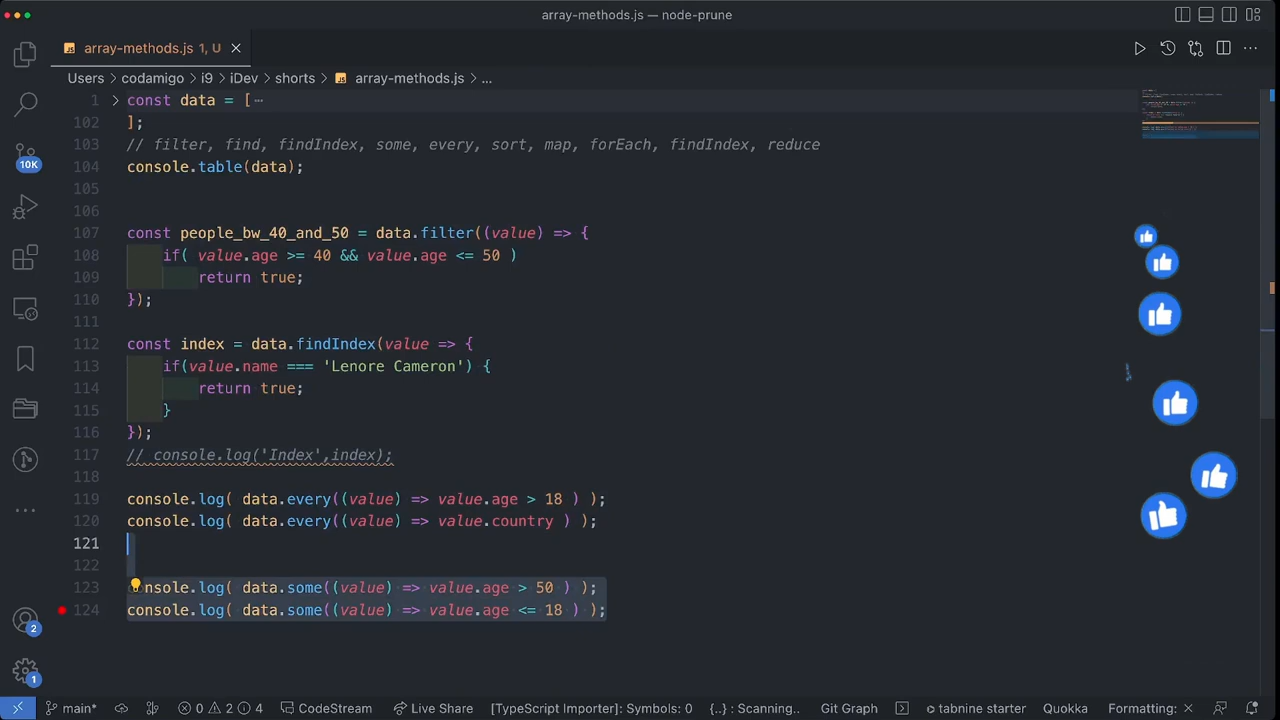 array-methods.js — node-prune
array-methods.js 1, U
Users > codamigo > i9 > iDev > shorts > array-methods.js > ...
1 const data = [ ⋯
102 ];
103 // filter, find, findIndex, some, every, sort, map, forEach, findIndex, reduce
104 console.table(data);
105
106
107 const people_bw_40_and_50 = data.filter((value) => {
108 if( value.age >= 40 && value.age <= 50 )
109 return true;
110 });
111
112 const index = data.findIndex(value => {
113 if(value.name === 'Lenore Cameron') {
114 return true;
115 }
116 });
117 // console.log('Index',index);
118
119 console.log( data.every((value) => value.age > 18 ) );
120 console.log( data.every((value) => value.country ) );
121
122
123 console.log( data.some((value) => value.age > 50 ) );
124 console.log( data.some((value) => value.age <= 18 ) );
10K
2
1
main* 0 2 4 CodeStream Live Share [TypeScript Importer]: Symbols: 0 {..} : Scanning.. Git Graph tabnine starter Quokka Formatting: ✕